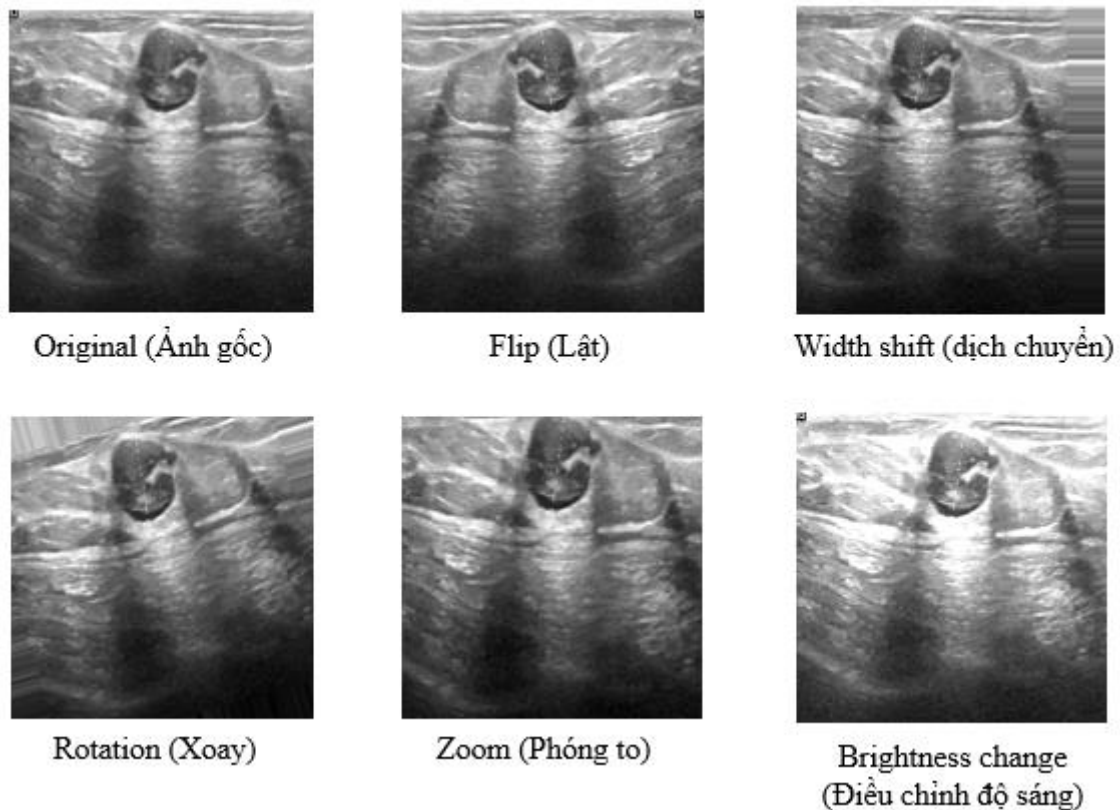 Original (Ảnh gốc)
Flip (Lật)
Width shift (dịch chuyển)
Rotation (Xoay)
Zoom (Phóng to)
Brightness change
(Điều chỉnh độ sáng)